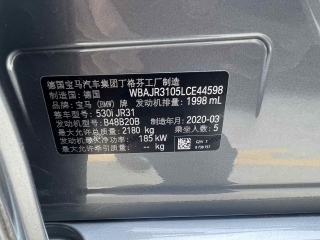 德国宝马汽车集团丁格芬工厂制造
制造国：德国 WBAJR3105LCE44598
品牌：宝马（BMW）牌 发动机排量：1998 mL
整车型号：530i JR31
发动机型号：B48B20B 制造年月：2020-03
最大允许总质量：2180 kg 乘坐人数：5
发动机最大净功率：185 kW
最大允许牵引质量：-- kg